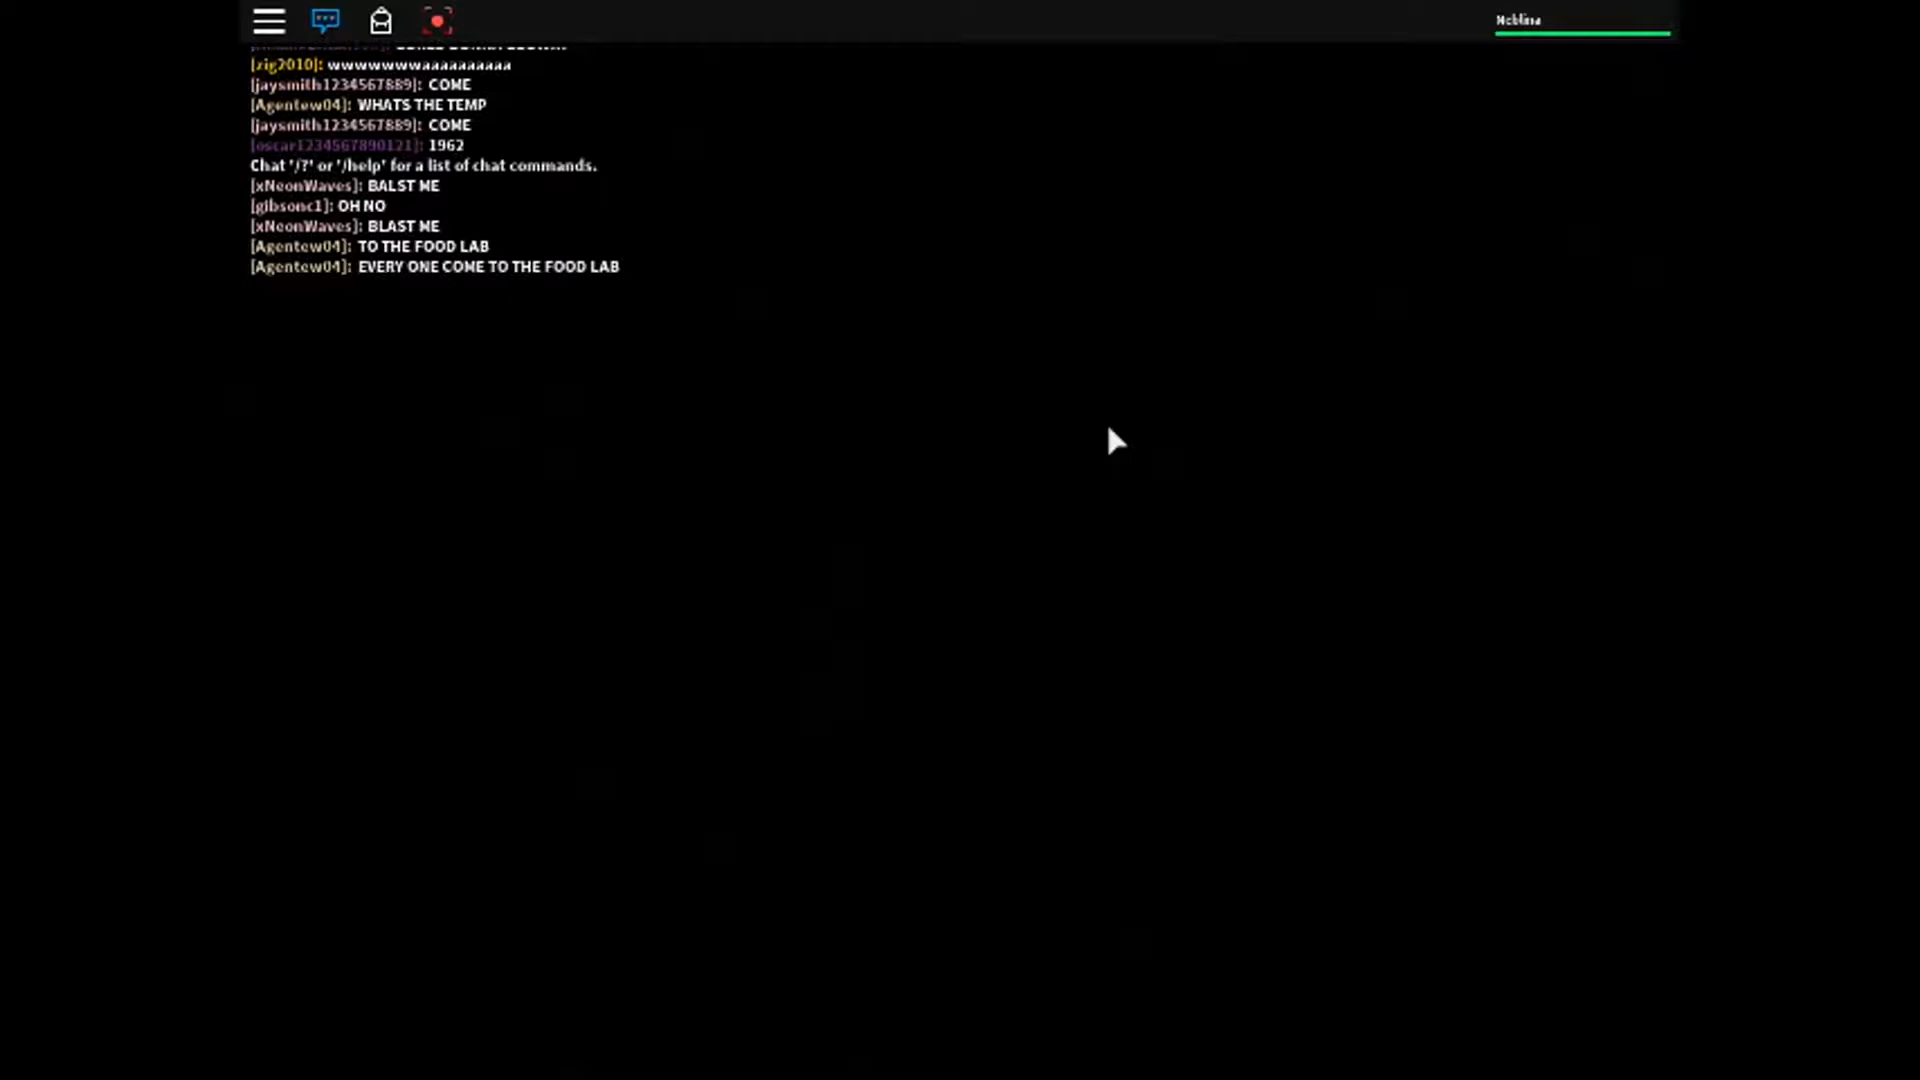 Neblina
[zig2010]: wwwwwwwaaaaaaaaaa
[jaysmith1234567889]: COME
[Agentew04]: WHATS THE TEMP
[jaysmith1234567889]: COME
[oscar1234567890121]: 1962
Chat '/?' or '/help' for a list of chat commands.
[xNeonWaves]: BALST ME
[gibsonc1]: OH NO
[xNeonWaves]: BLAST ME
[Agentew04]: TO THE FOOD LAB
[Agentew04]: EVERY ONE COME TO THE FOOD LAB